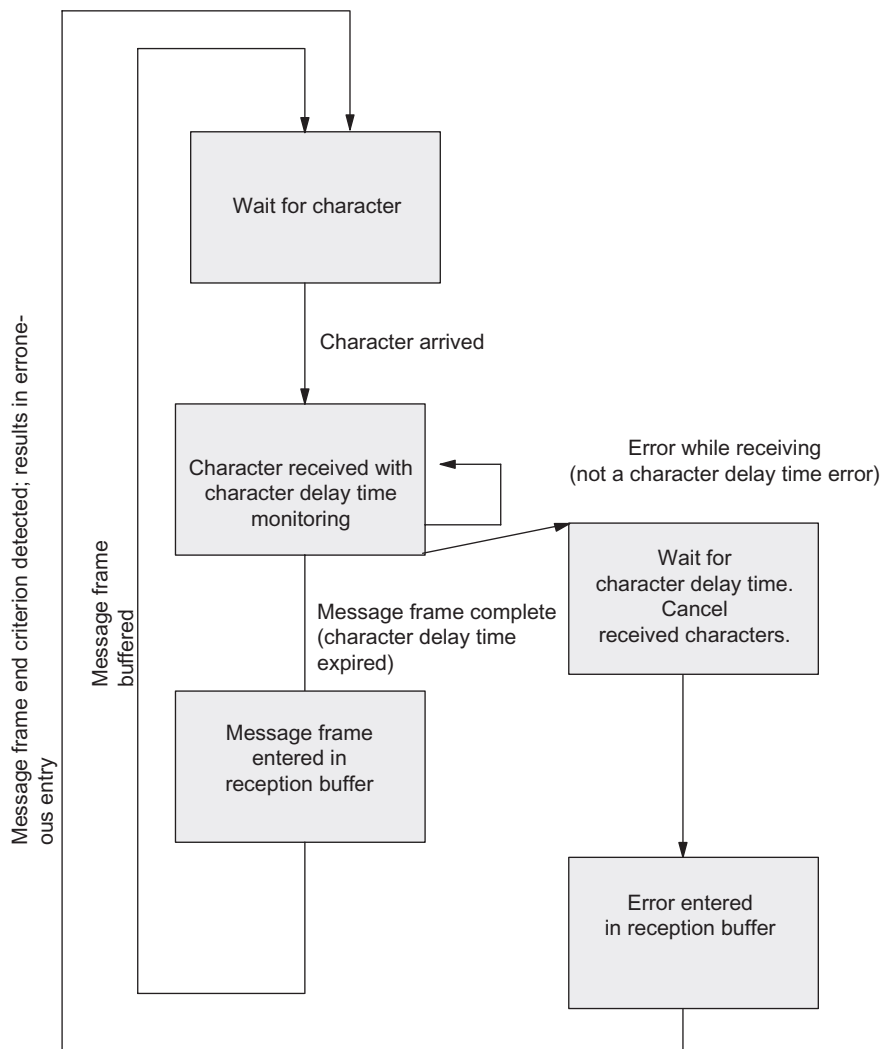 Wait for character
Character arrived
Character received with
character delay time
monitoring
Error while receiving
(not a character delay time error)
Wait for
character delay time.
Cancel
received characters.
Message frame complete
(character delay time
expired)
Message frame
entered in
reception buffer
Error entered
in reception buffer
Message frame
buffered
Message frame end criterion detected; results in errone-
ous entry